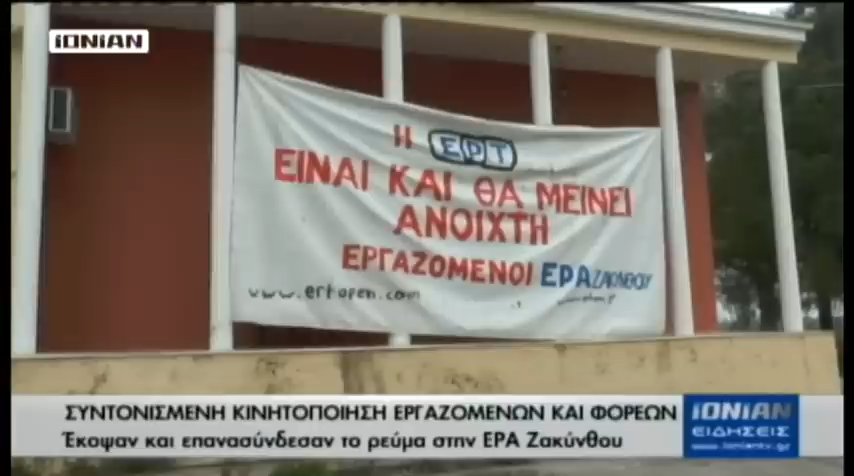 IONIAN
Η ΕΡΤ
ΕΙΝΑΙ ΚΑΙ ΘΑ ΜΕΙΝΕΙ
ΑΝΟΙΧΤΗ
ΕΡΓΑΖΟΜΕΝΟΙ ΕΡΑ ΖΑΚΥΝΘΟΥ
www.ertopen.com
ΣΥΝΤΟΝΙΣΜΕΝΗ ΚΙΝΗΤΟΠΟΙΗΣΗ ΕΡΓΑΖΟΜΕΝΩΝ ΚΑΙ ΦΟΡΕΩΝ
Έκοψαν και επανασύνδεσαν το ρεύμα στην ΕΡΑ Ζακύνθου
IONIAN
ΕΙΔΗΣΕΙΣ
www.ioniantv.gr